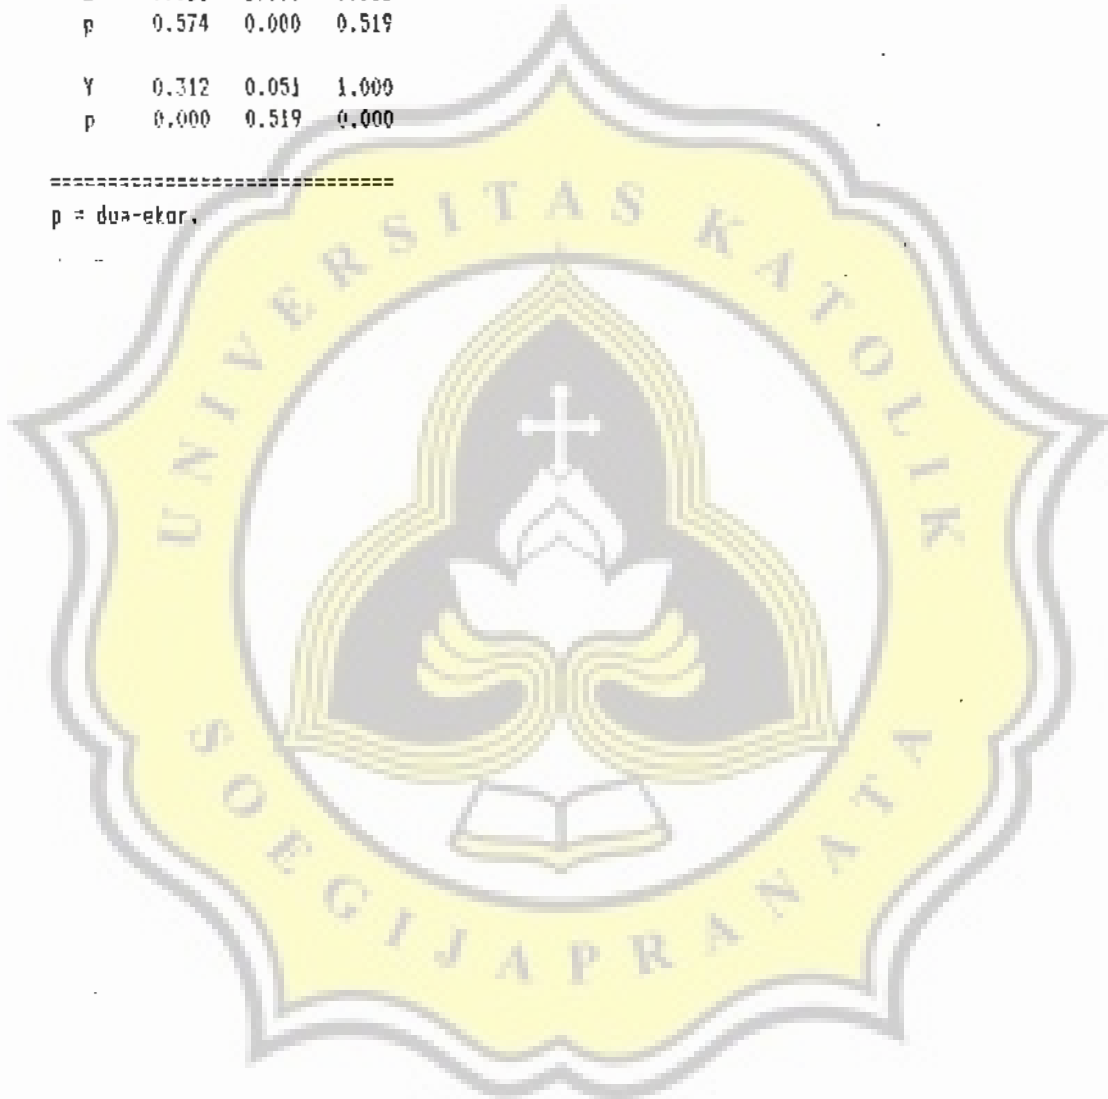 p 0.574 0.000 0.519
Y 0.312 0.051 1.000
p 0.000 0.519 0.000
==============================
p = dua-ekor.
UNIVERSITAS KATOLIK
SOEGIJAPRANATA